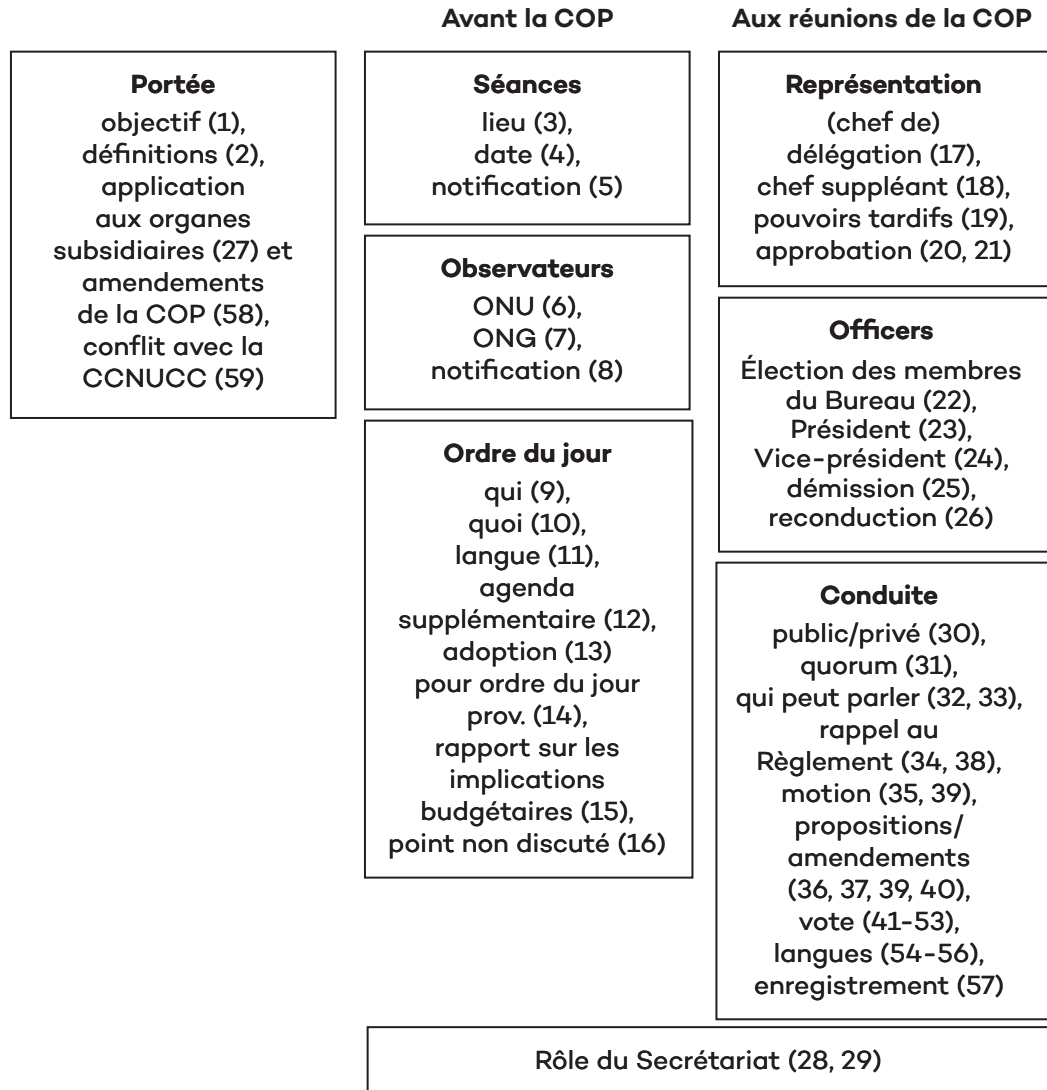 Avant la COP
Aux réunions de la COP
Portée
objectif (1),
définitions (2),
application
aux organes
subsidiaires (27) et
amendements
de la COP (58),
conflit avec la
CCNUCC (59)
Séances
lieu (3),
date (4),
notification (5)
Observateurs
ONU (6),
ONG (7),
notification (8)
Ordre du jour
qui (9),
quoi (10),
langue (11),
agenda
supplémentaire (12),
adoption (13)
pour ordre du jour
prov. (14),
rapport sur les
implications
budgétaires (15),
point non discuté (16)
Représentation
(chef de)
délégation (17),
chef suppléant (18),
pouvoirs tardifs (19),
approbation (20, 21)
Officers
Élection des membres
du Bureau (22),
Président (23),
Vice-président (24),
démission (25),
reconduction (26)
Conduite
public/privé (30),
quorum (31),
qui peut parler (32, 33),
rappel au
Règlement (34, 38),
motion (35, 39),
propositions/
amendements
(36, 37, 39, 40),
vote (41-53),
langues (54-56),
enregistrement (57)
Rôle du Secrétariat (28, 29)